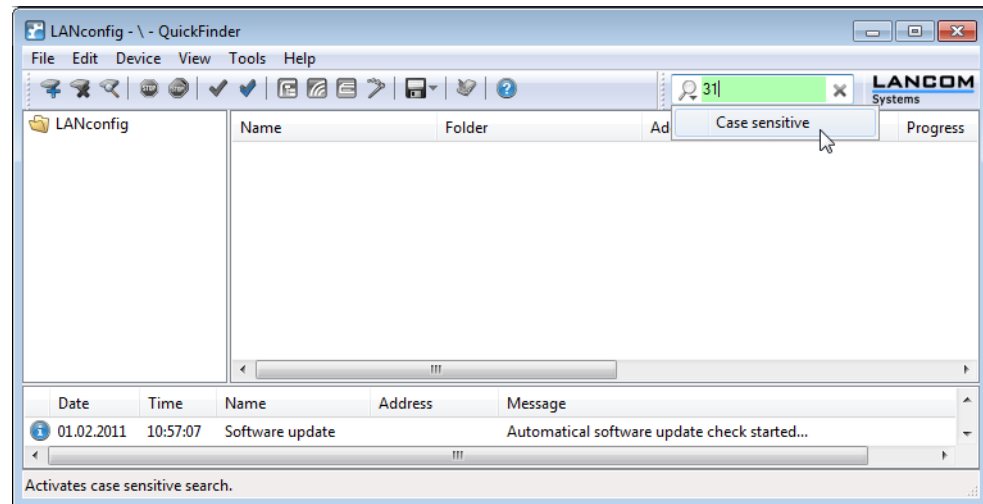 LANconfig - \ - QuickFinder
File Edit Device View Tools Help
31
LANCOM
Systems
LANconfig
Name Folder Ad Progress
Case sensitive
Date Time Name Address Message
01.02.2011 10:57:07 Software update Automatical software update check started...
Activates case sensitive search.